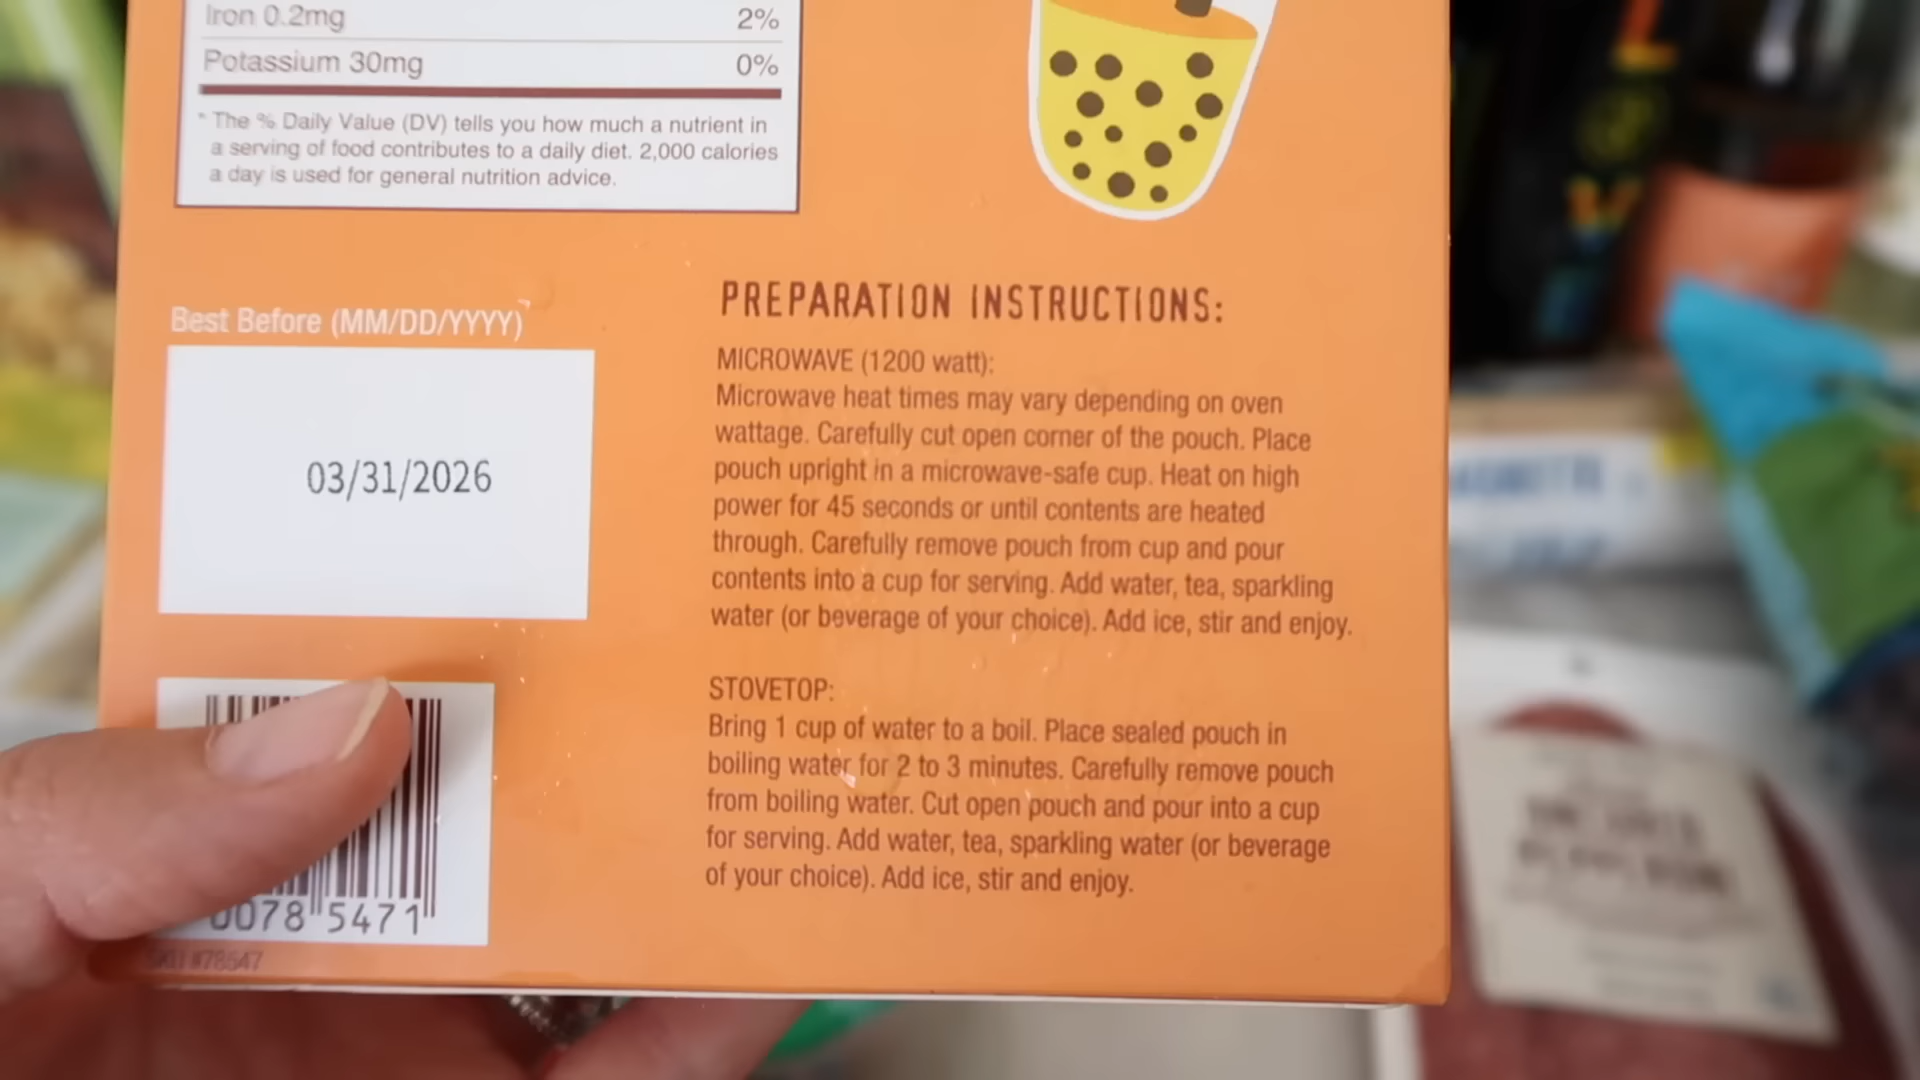 Iron 0.2mg 2%
Potassium 30mg 0%
* The % Daily Value (DV) tells you how much a nutrient in
a serving of food contributes to a daily diet. 2,000 calories
a day is used for general nutrition advice.
Best Before (MM/DD/YYYY)
03/31/2026
0078 5471
SKU #78547
PREPARATION INSTRUCTIONS:
MICROWAVE (1200 watt):
Microwave heat times may vary depending on oven
wattage. Carefully cut open corner of the pouch. Place
pouch upright in a microwave-safe cup. Heat on high
power for 45 seconds or until contents are heated
through. Carefully remove pouch from cup and pour
contents into a cup for serving. Add water, tea, sparkling
water (or beverage of your choice). Add ice, stir and enjoy.
STOVETOP:
Bring 1 cup of water to a boil. Place sealed pouch in
boiling water for 2 to 3 minutes. Carefully remove pouch
from boiling water. Cut open pouch and pour into a cup
for serving. Add water, tea, sparkling water (or beverage
of your choice). Add ice, stir and enjoy.